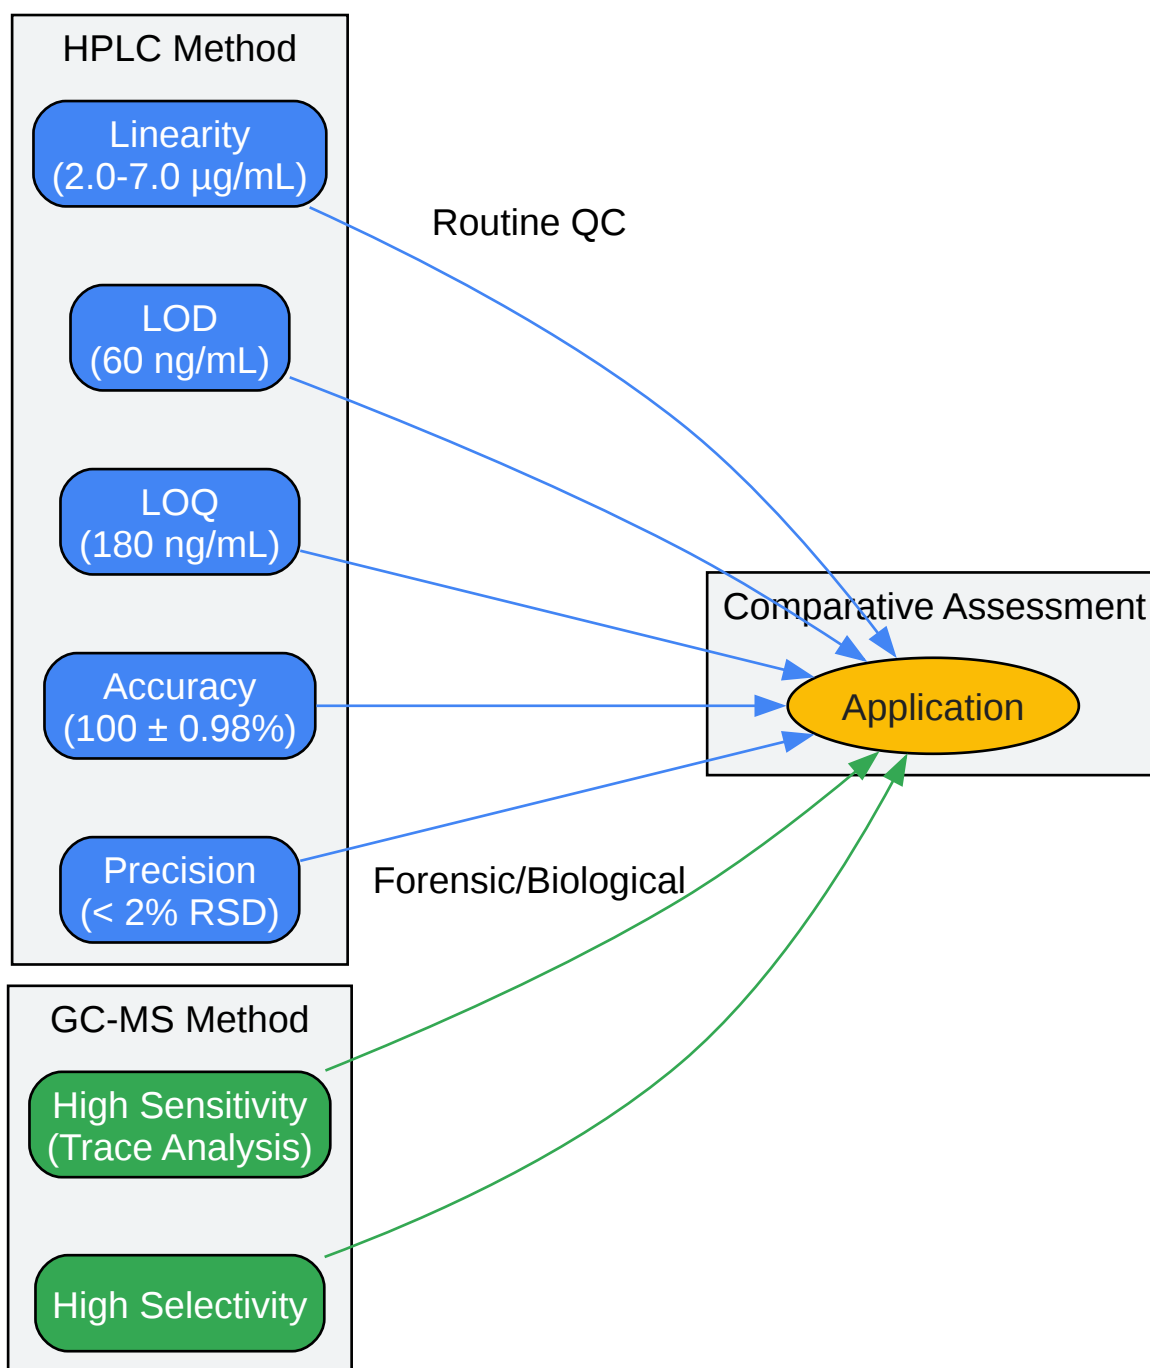 HPLC Method
Linearity
(2.0-7.0 µg/mL)
Routine QC
LOD
(60 ng/mL)
LOQ
(180 ng/mL)
Comparative Assessment
Accuracy
(100 ± 0.98%)
Application
Precision
(< 2% RSD)
Forensic/Biological
GC-MS Method
High Sensitivity
(Trace Analysis)
High Selectivity